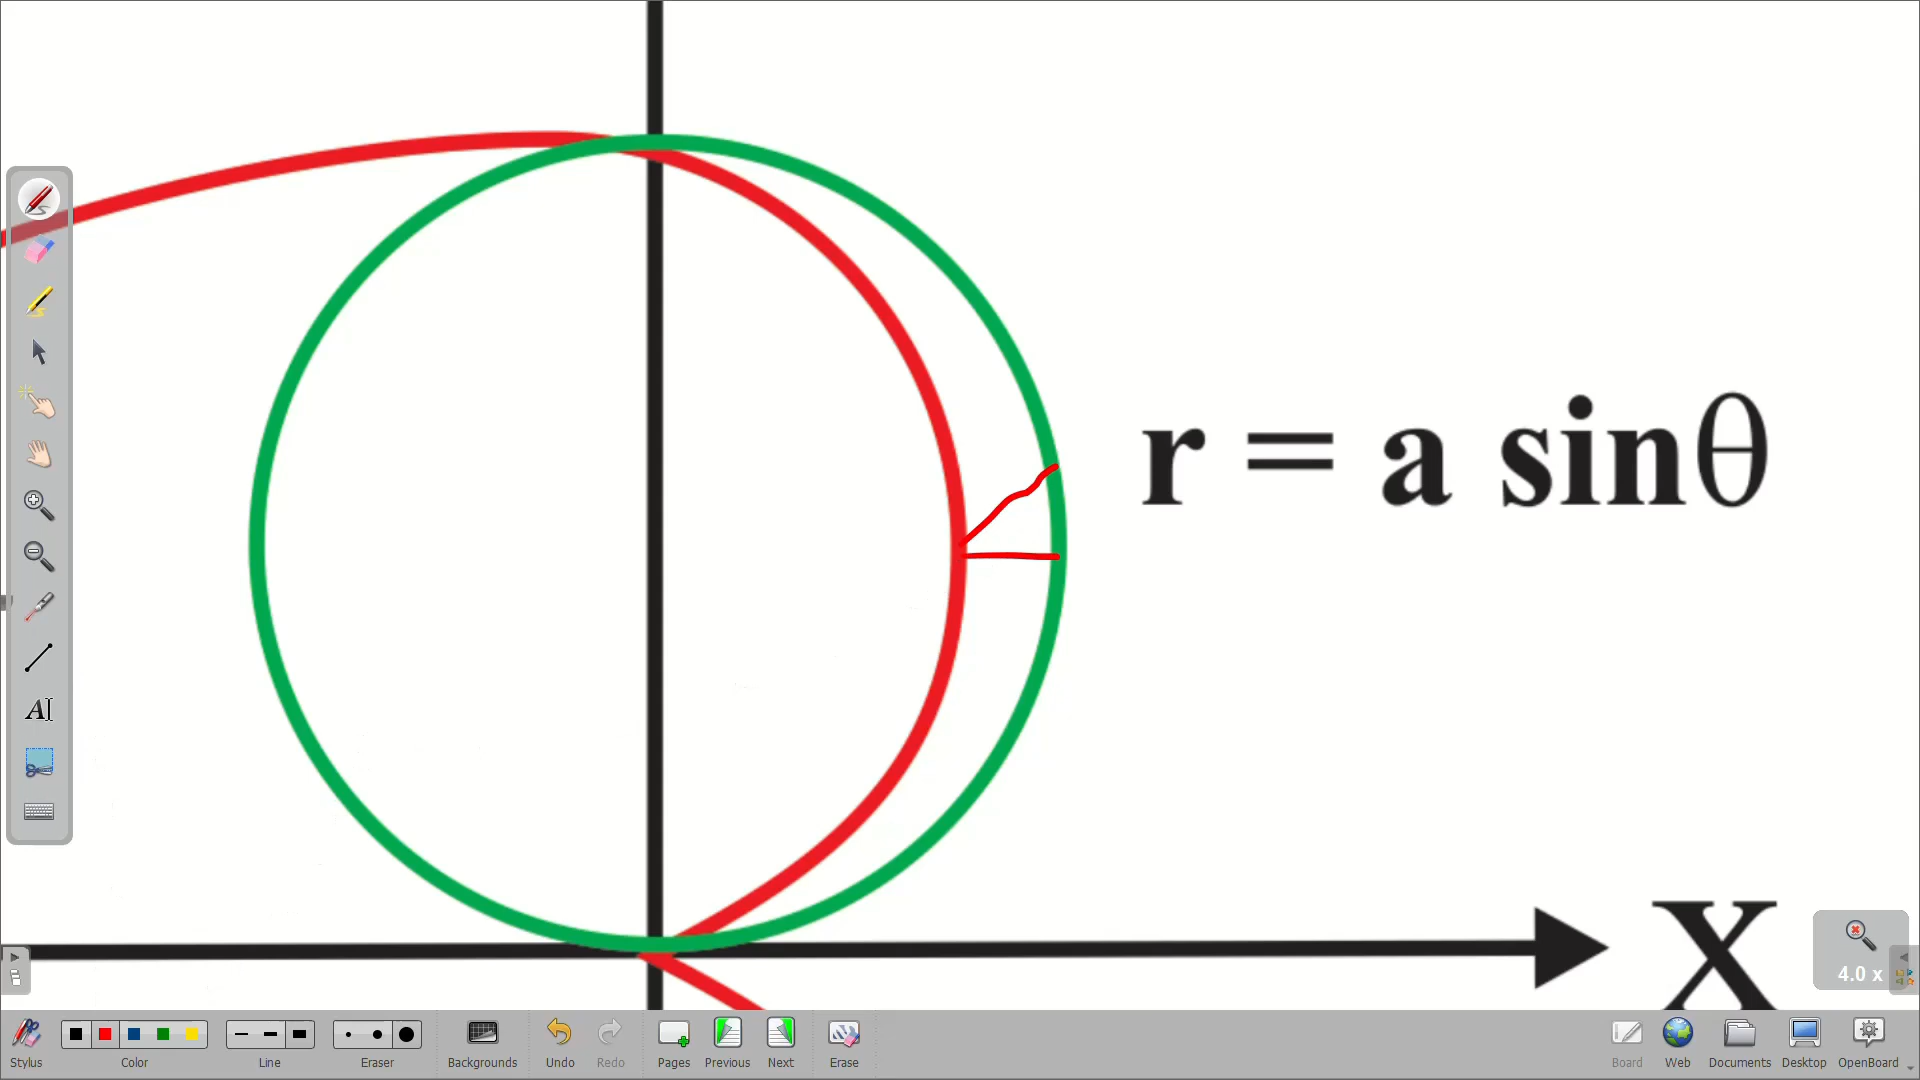 r = a sinθ
X
4.0 x
Stylus
Color
Line
Eraser
Backgrounds
Undo
Redo
Pages
Previous
Next
Erase
Board
Web
Documents
Desktop
OpenBoard